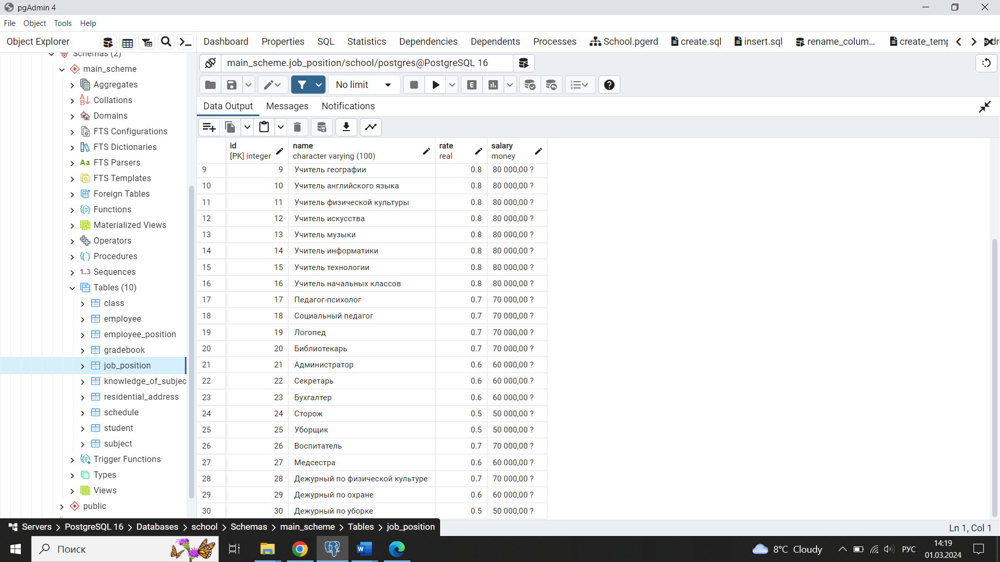 pgAdmin 4
File Object Tools Help
Object Explorer
Dashboard Properties SQL Statistics Dependencies Dependents Processes School.pgerd create.sql insert.sql rename_colum... create_temp
Schemas (2)
main_scheme
Aggregates
Collations
Domains
FTS Configurations
FTS Dictionaries
Aa FTS Parsers
FTS Templates
Foreign Tables
Functions
Materialized Views
Operators
Procedures
1..3 Sequences
Tables (10)
class
employee
employee_position
gradebook
job_position
knowledge_of_subjec
residential_address
schedule
student
subject
Trigger Functions
Types
Views
public
main_scheme.job_position/school/postgres@PostgreSQL 16
No limit
E
Data Output Messages Notifications
id name rate salary
[PK] integer character varying (100) real money
9 9 Учитель географии 0.8 80 000,00 ?
10 10 Учитель английского языка 0.8 80 000,00 ?
11 11 Учитель физической культуры 0.8 80 000,00 ?
12 12 Учитель искусства 0.8 80 000,00 ?
13 13 Учитель музыки 0.8 80 000,00 ?
14 14 Учитель информатики 0.8 80 000,00 ?
15 15 Учитель технологии 0.8 80 000,00 ?
16 16 Учитель начальных классов 0.8 80 000,00 ?
17 17 Педагог-психолог 0.7 70 000,00 ?
18 18 Социальный педагог 0.7 70 000,00 ?
19 19 Логопед 0.7 70 000,00 ?
20 20 Библиотекарь 0.7 70 000,00 ?
21 21 Администратор 0.6 60 000,00 ?
22 22 Секретарь 0.6 60 000,00 ?
23 23 Бухгалтер 0.6 60 000,00 ?
24 24 Сторож 0.5 50 000,00 ?
25 25 Уборщик 0.5 50 000,00 ?
26 26 Воспитатель 0.7 70 000,00 ?
27 27 Медсестра 0.6 60 000,00 ?
28 28 Дежурный по физической культуре 0.7 70 000,00 ?
29 29 Дежурный по охране 0.6 60 000,00 ?
30 30 Дежурный по уборке 0.5 50 000,00 ?
Servers > PostgreSQL 16 > Databases > school > Schemas > main_scheme > Tables > job_position
Ln 1, Col 1
Поиск
8°C Cloudy
РУС
14:19
01.03.2024